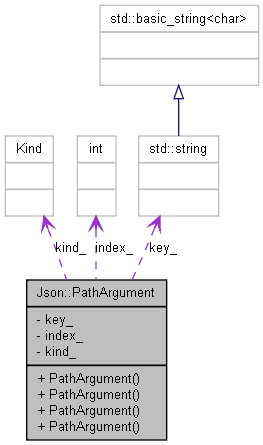 std::basic_string<char>
Kind
int
std::string
kind_
index_
key_
Json::PathArgument
- key_
- index_
- kind_
+ PathArgument()
+ PathArgument()
+ PathArgument()
+ PathArgument()